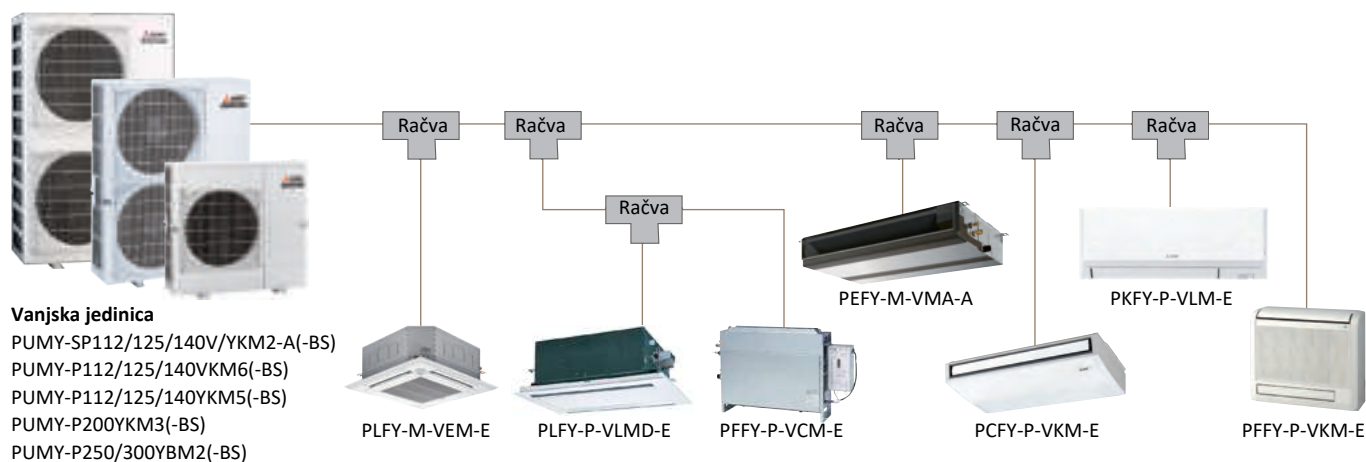 Račva
Račva
Račva
Račva
Račva
Račva
PEFY-M-VMA-A
PKFY-P-VLM-E
Vanjska jedinica
PUMY-SP112/125/140V/YKM2-A(-BS)
PUMY-P112/125/140VKM6(-BS)
PUMY-P112/125/140YKM5(-BS)
PUMY-P200YKM3(-BS)
PUMY-P250/300YBM2(-BS)
PLFY-M-VEM-E
PLFY-P-VLMD-E
PFFY-P-VCM-E
PCFY-P-VKM-E
PFFY-P-VKM-E